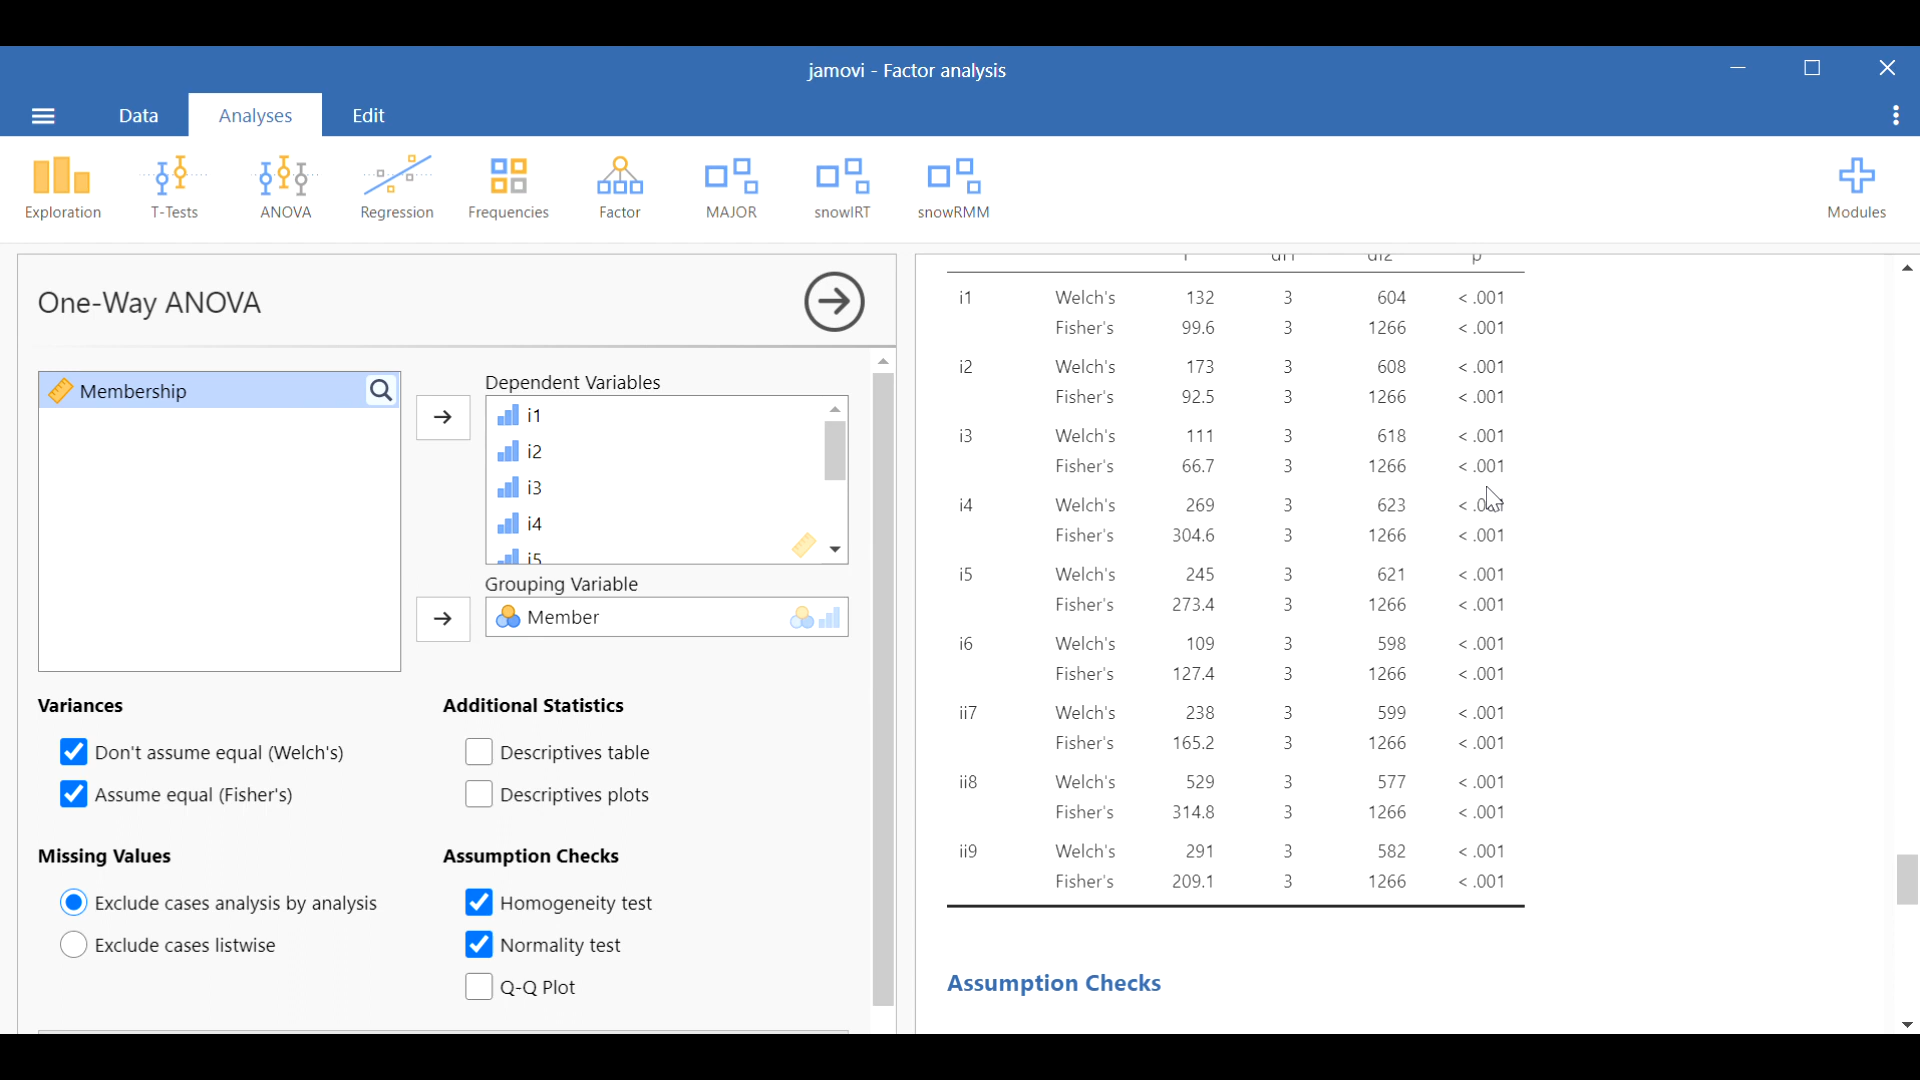 jamovi - Factor analysis
Data Analyses Edit
Exploration T-Tests ANOVA Regression Frequencies Factor MAJOR snowIRT snowRMM Modules
One-Way ANOVA
Membership
Dependent Variables
i1
i2
i3
i4
i5
Grouping Variable
Member
Variances
Don't assume equal (Welch's)
Assume equal (Fisher's)
Additional Statistics
Descriptives table
Descriptives plots
Missing Values
Exclude cases analysis by analysis
Exclude cases listwise
Assumption Checks
Homogeneity test
Normality test
Q-Q Plot
df1 df2 p
i1 Welch's 132 3 604 < .001
Fisher's 99.6 3 1266 < .001
i2 Welch's 173 3 608 < .001
Fisher's 92.5 3 1266 < .001
i3 Welch's 111 3 618 < .001
Fisher's 66.7 3 1266 < .001
i4 Welch's 269 3 623 < .001
Fisher's 304.6 3 1266 < .001
i5 Welch's 245 3 621 < .001
Fisher's 273.4 3 1266 < .001
i6 Welch's 109 3 598 < .001
Fisher's 127.4 3 1266 < .001
ii7 Welch's 238 3 599 < .001
Fisher's 165.2 3 1266 < .001
ii8 Welch's 529 3 577 < .001
Fisher's 314.8 3 1266 < .001
ii9 Welch's 291 3 582 < .001
Fisher's 209.1 3 1266 < .001
Assumption Checks